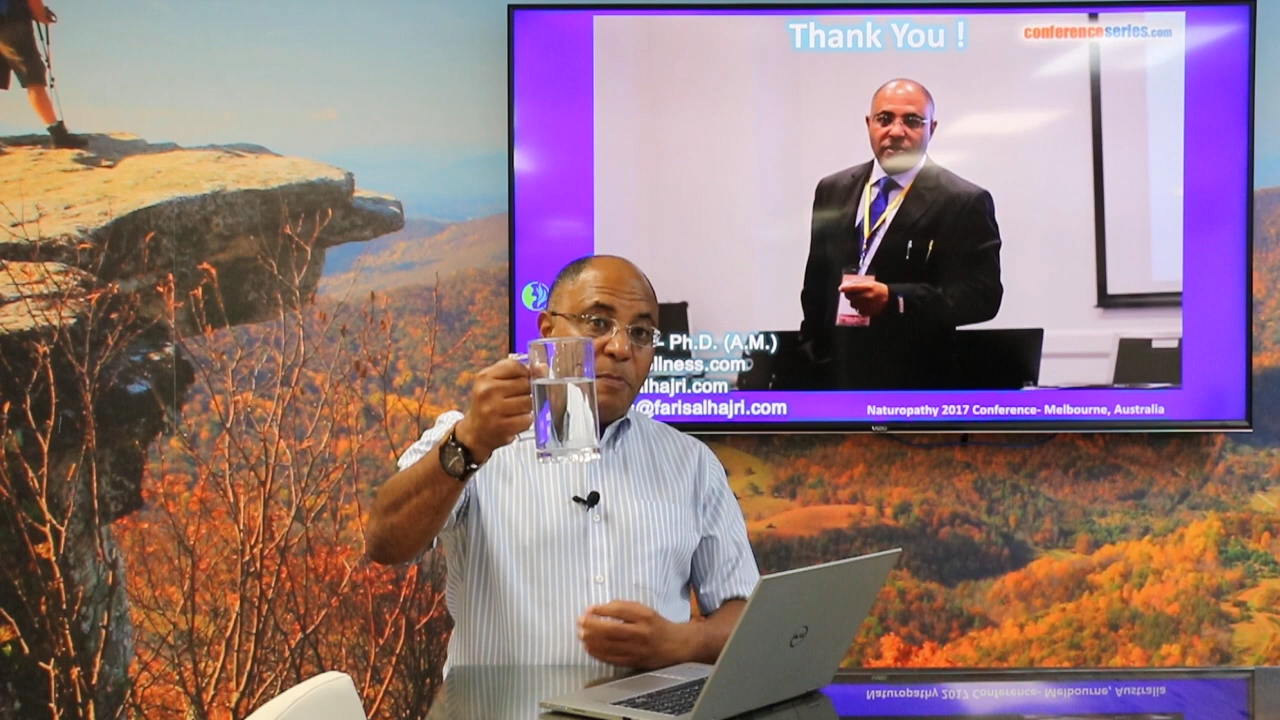 Thank You !
conferenceseries.com
- Ph.D. (A.M.)
llness.com
lhajri.com
@farisalhajri.com
Naturopathy 2017 Conference- Melbourne, Australia
DELL
Naturopathy 2017 Conference- Melbourne, Australia